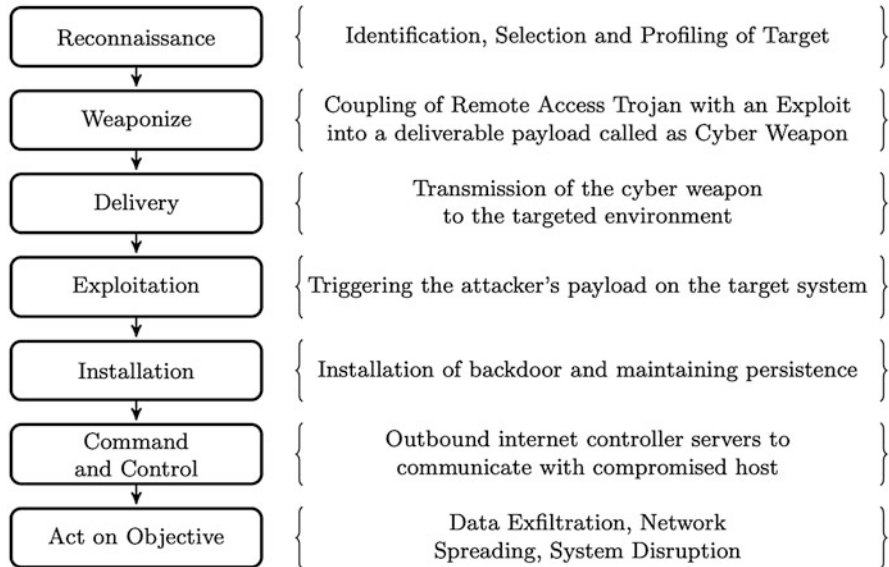 Reconnaissance
Identification, Selection and Profiling of Target
Weaponize
Coupling of Remote Access Trojan with an Exploit
into a deliverable payload called as Cyber Weapon
Delivery
Transmission of the cyber weapon
to the targeted environment
Exploitation
Triggering the attacker's payload on the target system
Installation
Installation of backdoor and maintaining persistence
Command
and Control
Outbound internet controller servers to
communicate with compromised host
Act on Objective
Data Exfiltration, Network
Spreading, System Disruption